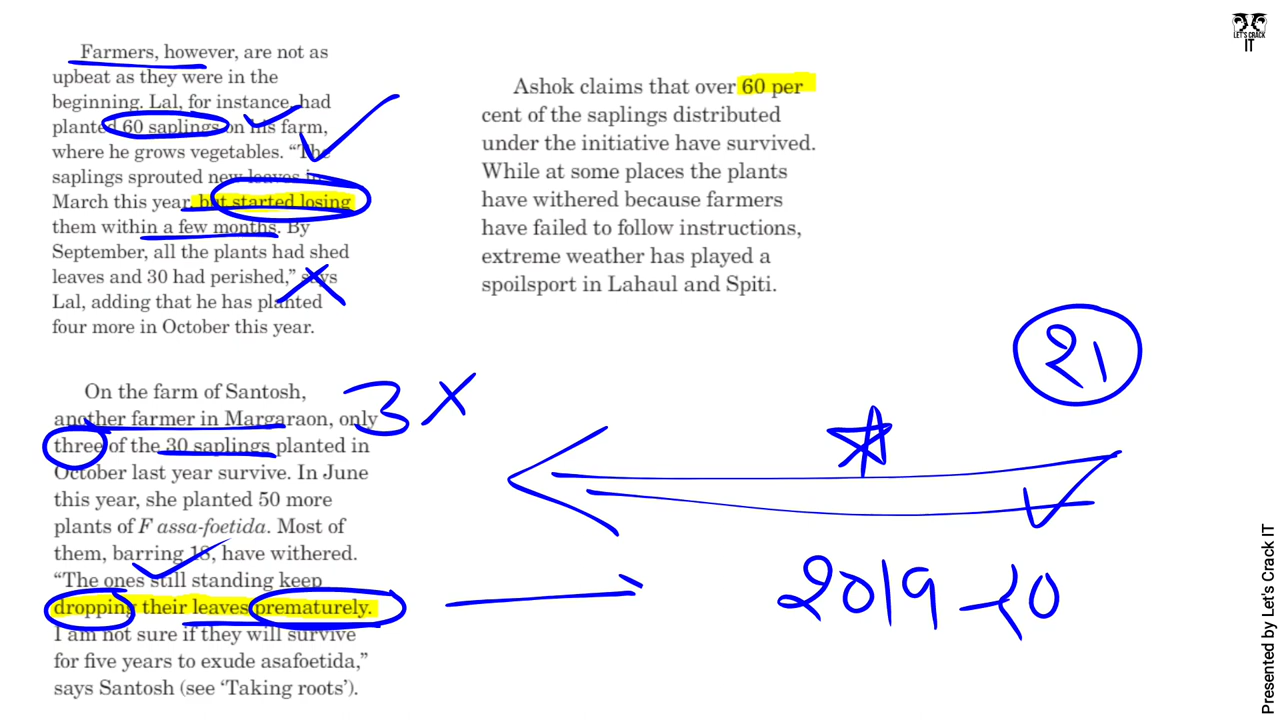 Farmers, however, are not as
upbeat as they were in the
beginning. Lal, for instance, had
planted 60 saplings on his farm,
where he grows vegetables. “The
saplings sprouted new leaves in
March this year, but started losing
them within a few months. By
September, all the plants had shed
leaves and 30 had perished,” says
Lal, adding that he has planted
four more in October this year.
On the farm of Santosh,
another farmer in Margaraon, only
three of the 30 saplings planted in
October last year survive. In June
this year, she planted 50 more
plants of F assa-foetida. Most of
them, barring 18, have withered.
“The ones still standing keep
dropping their leaves prematurely.
I am not sure if they will survive
for five years to exude asafoetida,”
says Santosh (see ‘Taking roots’).
3
Ashok claims that over 60 per
cent of the saplings distributed
under the initiative have survived.
While at some places the plants
have withered because farmers
have failed to follow instructions,
extreme weather has played a
spoilsport in Lahaul and Spiti.
21
2019-20
LET'S CRACK
IT
Presented by Let's Crack IT